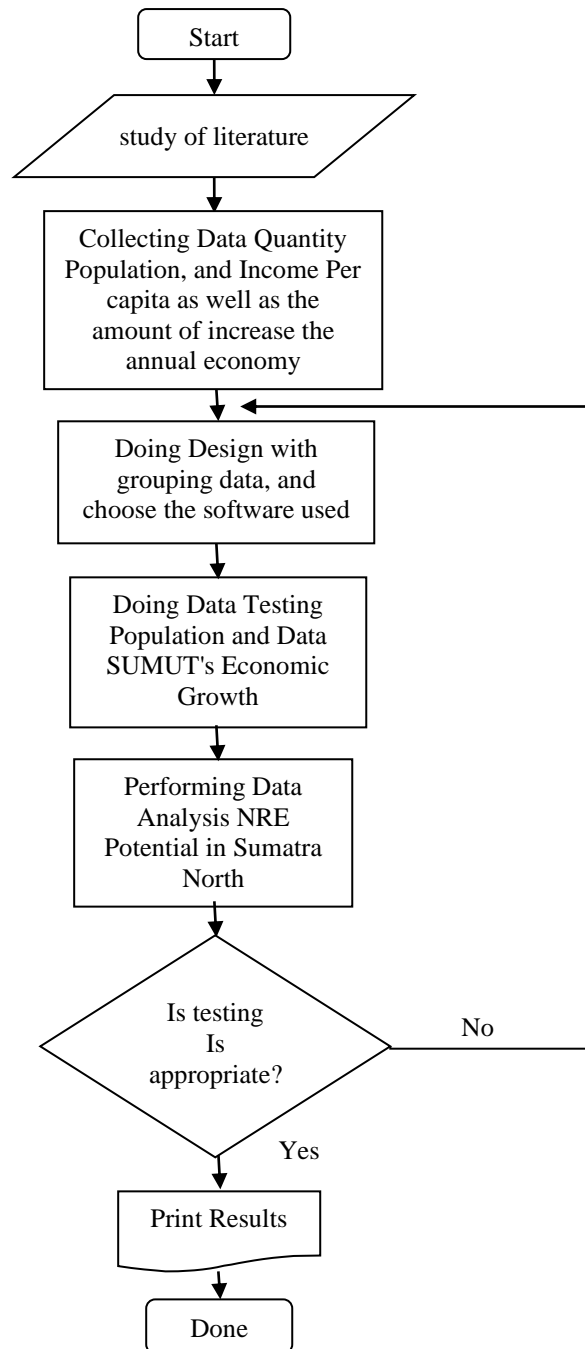 Start
study of literature
Collecting Data Quantity
Population, and Income Per
capita as well as the
amount of increase the
annual economy
Doing Design with
grouping data, and
choose the software used
Doing Data Testing
Population and Data
SUMUT's Economic
Growth
Performing Data
Analysis NRE
Potential in Sumatra
North
Is testing
Is
appropriate?
No
Yes
Print Results
Done